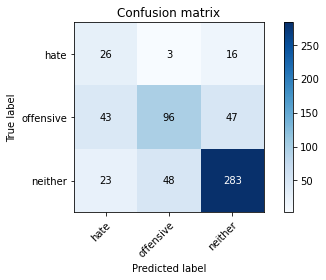 Confusion matrix
True label
hate
offensive
neither
26 3 16
43 96 47
23 48 283
hate offensive neither
Predicted label
250
200
150
100
50